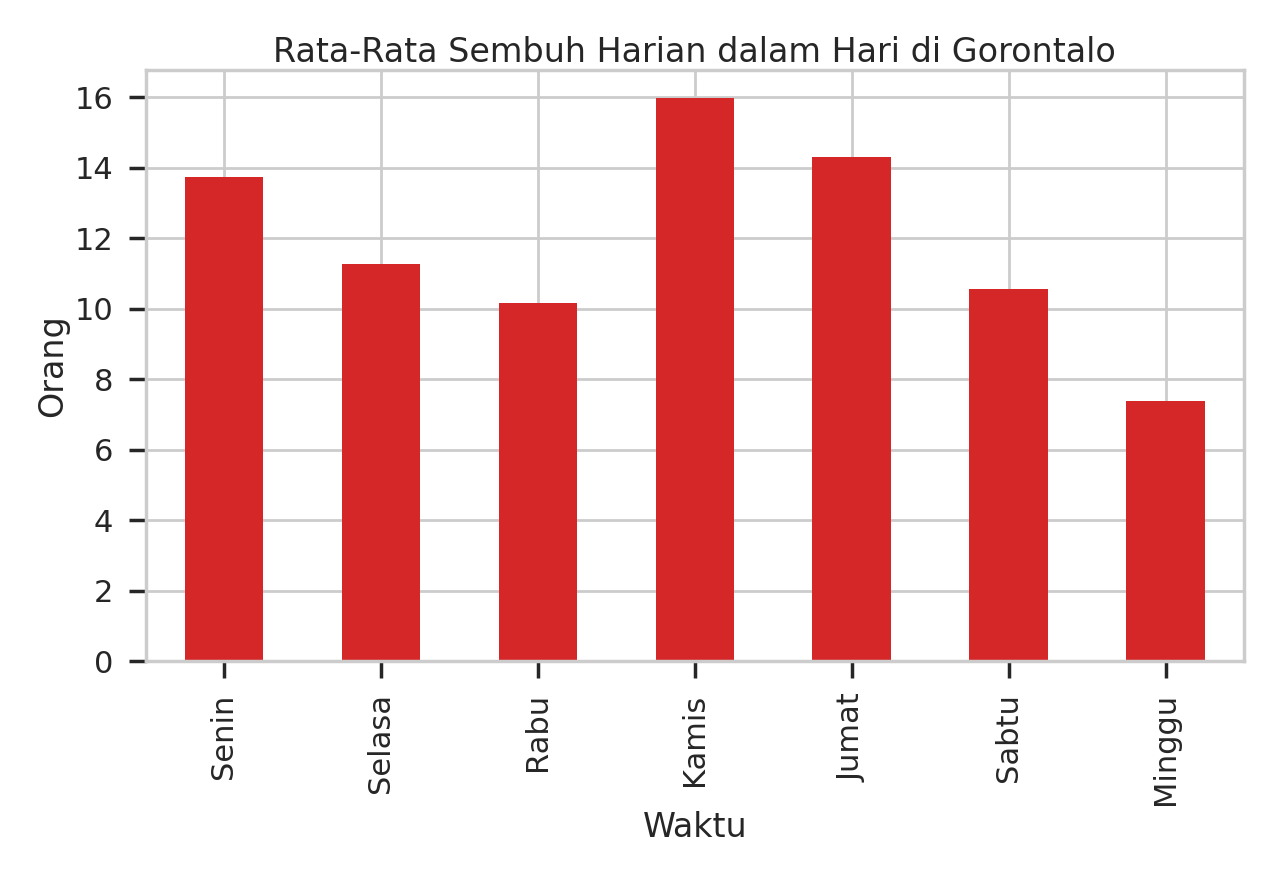 Rata-Rata Sembuh Harian dalam Hari di Gorontalo
16
14
12
10
8
6
4
2
0
Orang
Senin
Selasa
Rabu
Kamis
Jumat
Sabtu
Minggu
Waktu